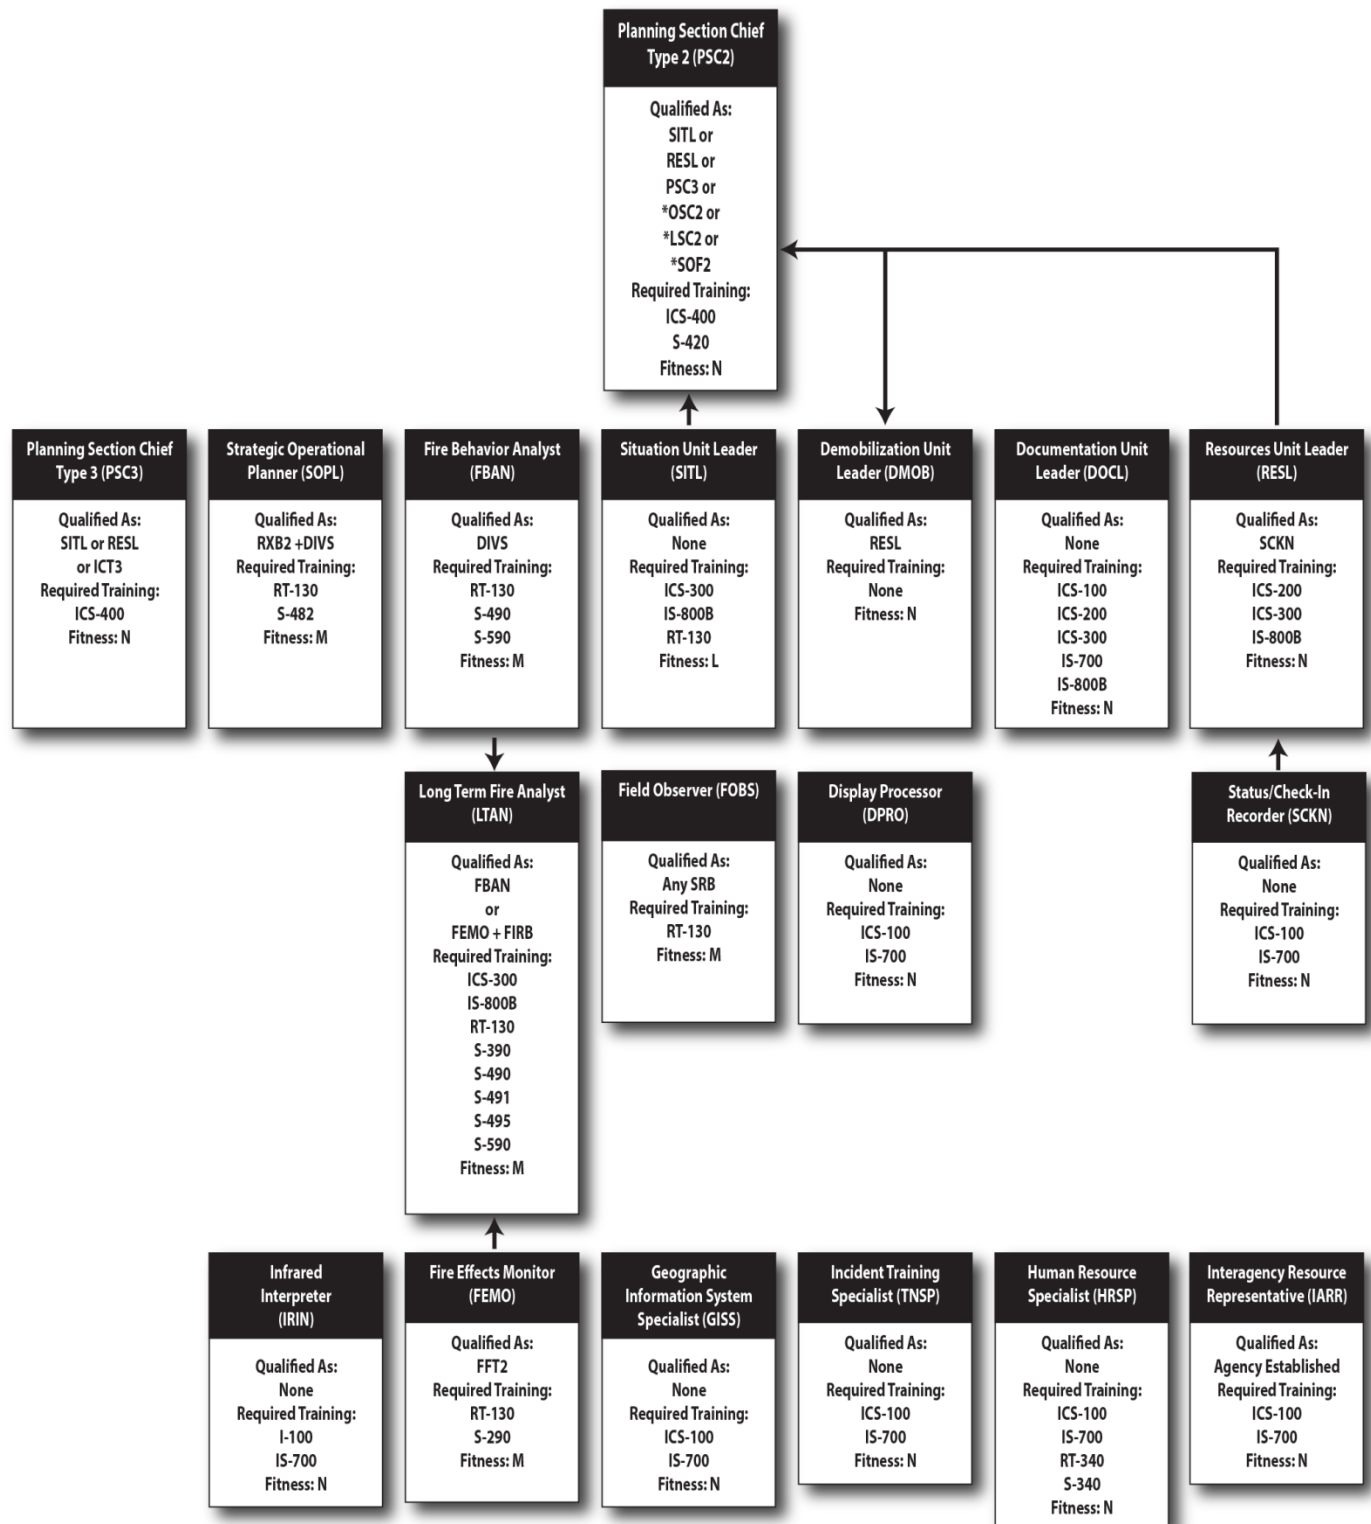 Planning Section Chief
Type 2 (PSC2)
Qualified As:
SITL or
RESL or
PSC3 or
*OSC2 or
*LSC2 or
*SOF2
Required Training:
ICS-400
S-420
Fitness: N
Planning Section Chief
Type 3 (PSC3)
Qualified As:
SITL or RESL
or ICT3
Required Training:
ICS-400
Fitness: N
Strategic Operational
Planner (SOPL)
Qualified As:
RXB2 +DIVS
Required Training:
RT-130
S-482
Fitness: M
Fire Behavior Analyst
(FBAN)
Qualified As:
DIVS
Required Training:
RT-130
S-490
S-590
Fitness: M
Situation Unit Leader
(SITL)
Qualified As:
None
Required Training:
ICS-300
IS-800B
RT-130
Fitness: L
Demobilization Unit
Leader (DMOB)
Qualified As:
RESL
Required Training:
None
Fitness: N
Documentation Unit
Leader (DOCL)
Qualified As:
None
Required Training:
ICS-100
ICS-200
ICS-300
IS-700
IS-800B
Fitness: N
Resources Unit Leader
(RESL)
Qualified As:
SCKN
Required Training:
ICS-200
ICS-300
IS-800B
Fitness: N
Long Term Fire Analyst
(LTAN)
Qualified As:
FBAN
or
FEMO + FIRB
Required Training:
ICS-300
IS-800B
RT-130
S-390
S-490
S-491
S-495
S-590
Fitness: M
Field Observer (FOBS)
Qualified As:
Any SRB
Required Training:
RT-130
Fitness: M
Display Processor
(DPRO)
Qualified As:
None
Required Training:
ICS-100
IS-700
Fitness: N
Status/Check-In
Recorder (SCKN)
Qualified As:
None
Required Training:
ICS-100
IS-700
Fitness: N
Infrared
Interpreter
(IRIN)
Qualified As:
None
Required Training:
I-100
IS-700
Fitness: N
Fire Effects Monitor
(FEMO)
Qualified As:
FFT2
Required Training:
RT-130
S-290
Fitness: M
Geographic
Information System
Specialist (GISS)
Qualified As:
None
Required Training:
ICS-100
IS-700
Fitness: N
Incident Training
Specialist (TNSP)
Qualified As:
None
Required Training:
ICS-100
IS-700
Fitness: N
Human Resource
Specialist (HRSP)
Qualified As:
None
Required Training:
ICS-100
IS-700
RT-340
S-340
Fitness: N
Interagency Resource
Representative (IARR)
Qualified As:
Agency Established
Required Training:
ICS-100
IS-700
Fitness: N